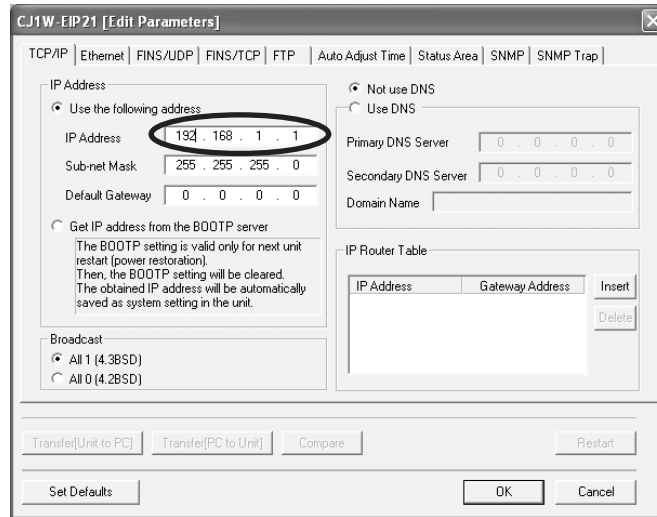 CJ1W-EIP21 [Edit Parameters]
TCP/IP Ethernet FINS/UDP FINS/TCP FTP Auto Adjust Time Status Area SNMP SNMP Trap
IP Address
Use the following address
IP Address 192 . 168 . 1 . 1
Sub-net Mask 255 . 255 . 255 . 0
Default Gateway 0 . 0 . 0 . 0
Get IP address from the BOOTP server
The BOOTP setting is valid only for next unit
restart (power restoration).
Then, the BOOTP setting will be cleared.
The obtained IP address will be automatically
saved as system setting in the unit.
Broadcast
All 1 (4.3BSD)
All 0 (4.2BSD)
Not use DNS
Use DNS
Primary DNS Server 0 . 0 . 0 . 0
Secondary DNS Server 0 . 0 . 0 . 0
Domain Name
IP Router Table
IP Address Gateway Address
Insert
Delete
Transfer[Unit to PC] Transfer[PC to Unit] Compare Restart
Set Defaults OK Cancel